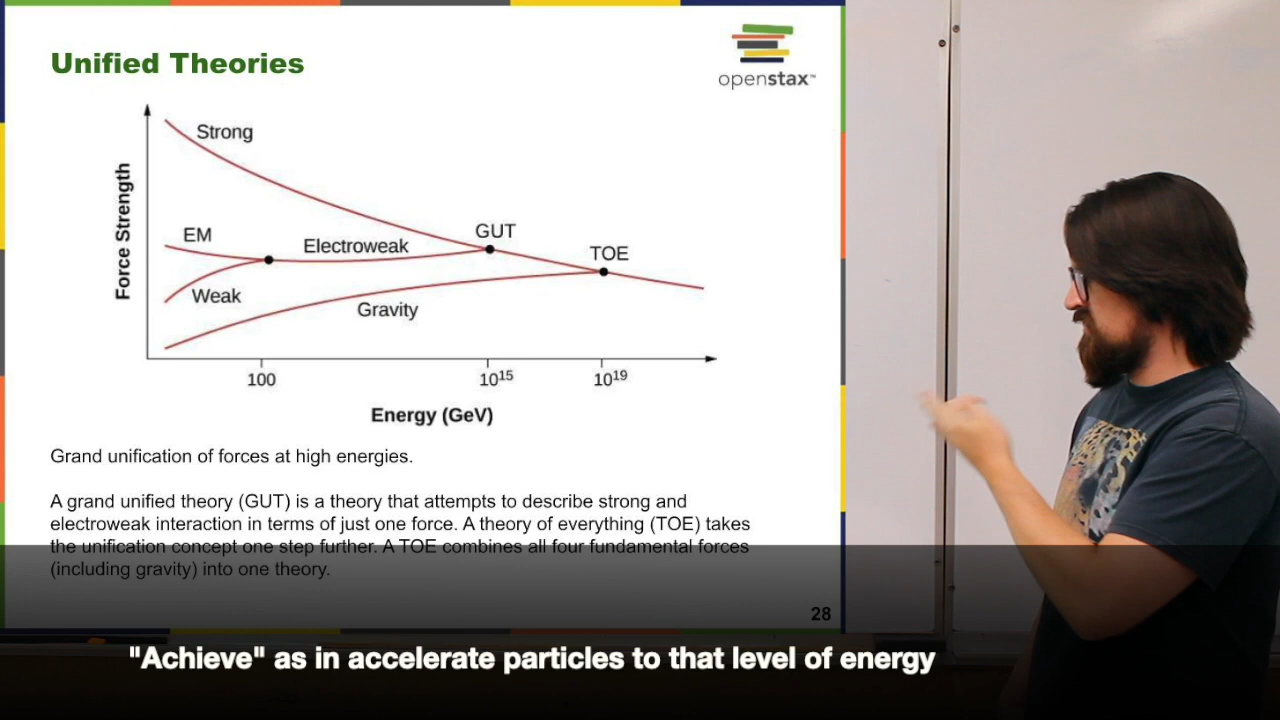 Unified Theories
openstax™
Strong
EM
Electroweak
GUT
TOE
Weak
Gravity
Force Strength
100
10¹⁵
10¹⁹
Energy (GeV)
Grand unification of forces at high energies.
A grand unified theory (GUT) is a theory that attempts to describe strong and
electroweak interaction in terms of just one force. A theory of everything (TOE) takes
the unification concept one step further. A TOE combines all four fundamental forces
(including gravity) into one theory.
28
"Achieve" as in accelerate particles to that level of energy